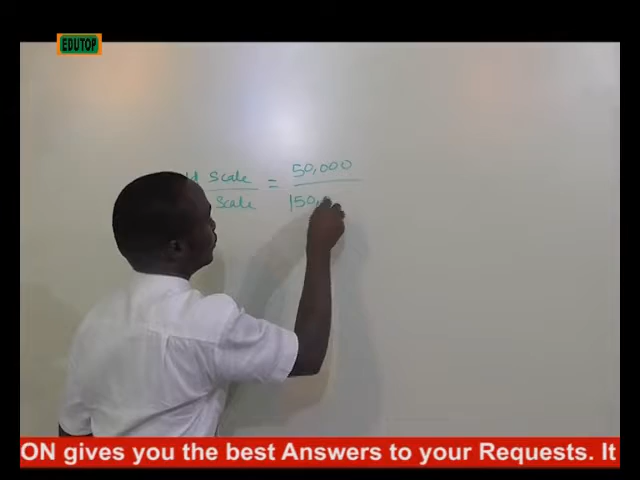 EDUTOP
Scale = 50,000
Scale
ON gives you the best Answers to your Requests. It